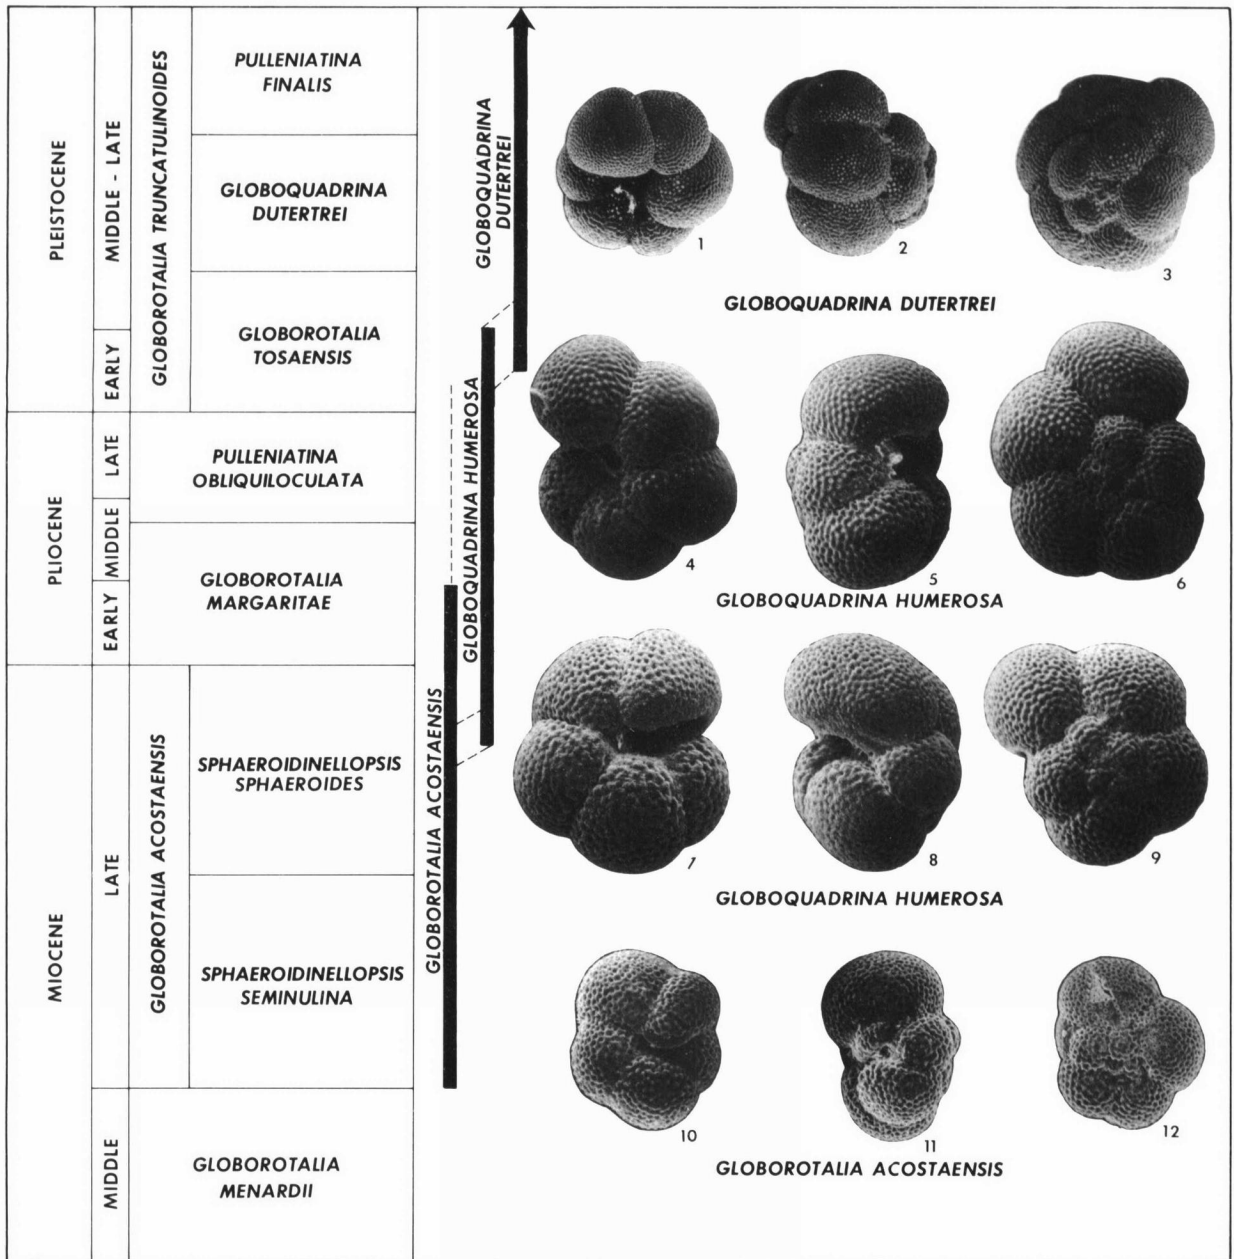 PLEISTOCENE
MIDDLE - LATE
EARLY
GLOBOROTALIA TRUNCATULINOIDES
PULLENIATINA
FINALIS
GLOBOQUADRINA
DUTERTREI
GLOBOROTALIA
TOSAENSIS
PLIOCENE
LATE
MIDDLE
EARLY
PULLENIATINA
OBLIQUILOCULATA
GLOBOROTALIA
MARGARITAE
MIOCENE
LATE
MIDDLE
GLOBOROTALIA ACOSTAENSIS
SPHAEROIDINELLOPSIS
SPHAEROIDES
SPHAEROIDINELLOPSIS
SEMINULINA
GLOBOROTALIA
MENARDII
GLOBOROTALIA ACOSTAENSIS
GLOBOQUADRINA HUMEROSA
GLOBOQUADRINA
DUTERTREI
1
2
3
GLOBOQUADRINA DUTERTREI
4
5
6
GLOBOQUADRINA HUMEROSA
7
8
9
GLOBOQUADRINA HUMEROSA
10
11
12
GLOBOROTALIA ACOSTAENSIS